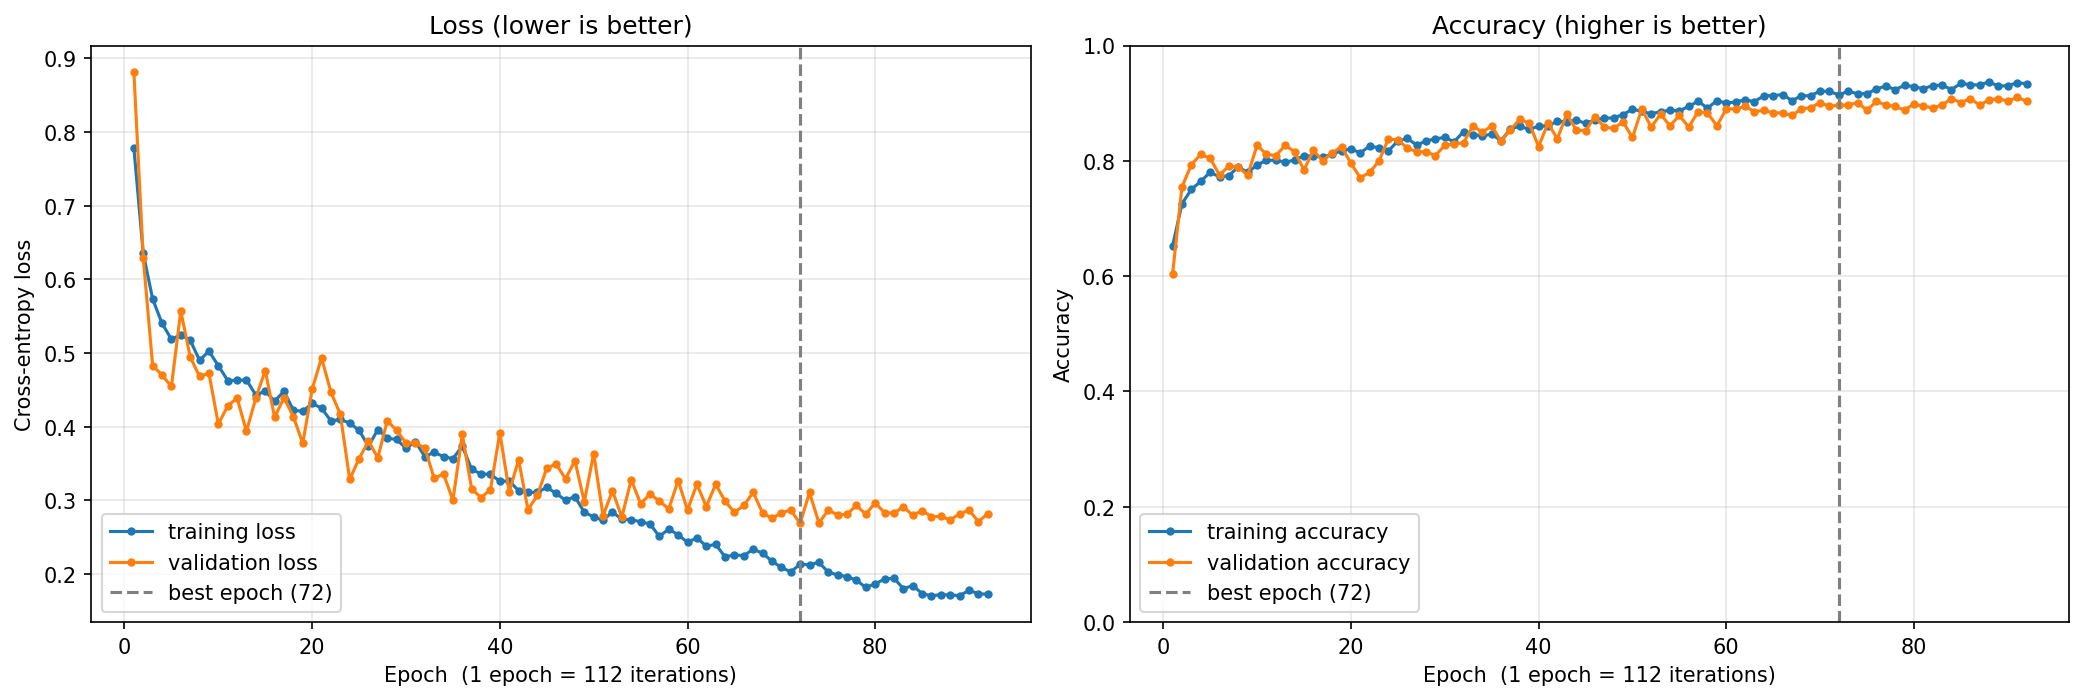 Loss (lower is better)
0.9
0.8
0.7
0.6
0.5
0.4
0.3
0.2
Cross-entropy loss
training loss
validation loss
best epoch (72)
0
20
40
60
80
Epoch  (1 epoch = 112 iterations)
Accuracy (higher is better)
1.0
0.8
0.6
0.4
0.2
0.0
Accuracy
training accuracy
validation accuracy
best epoch (72)
0
20
40
60
80
Epoch  (1 epoch = 112 iterations)